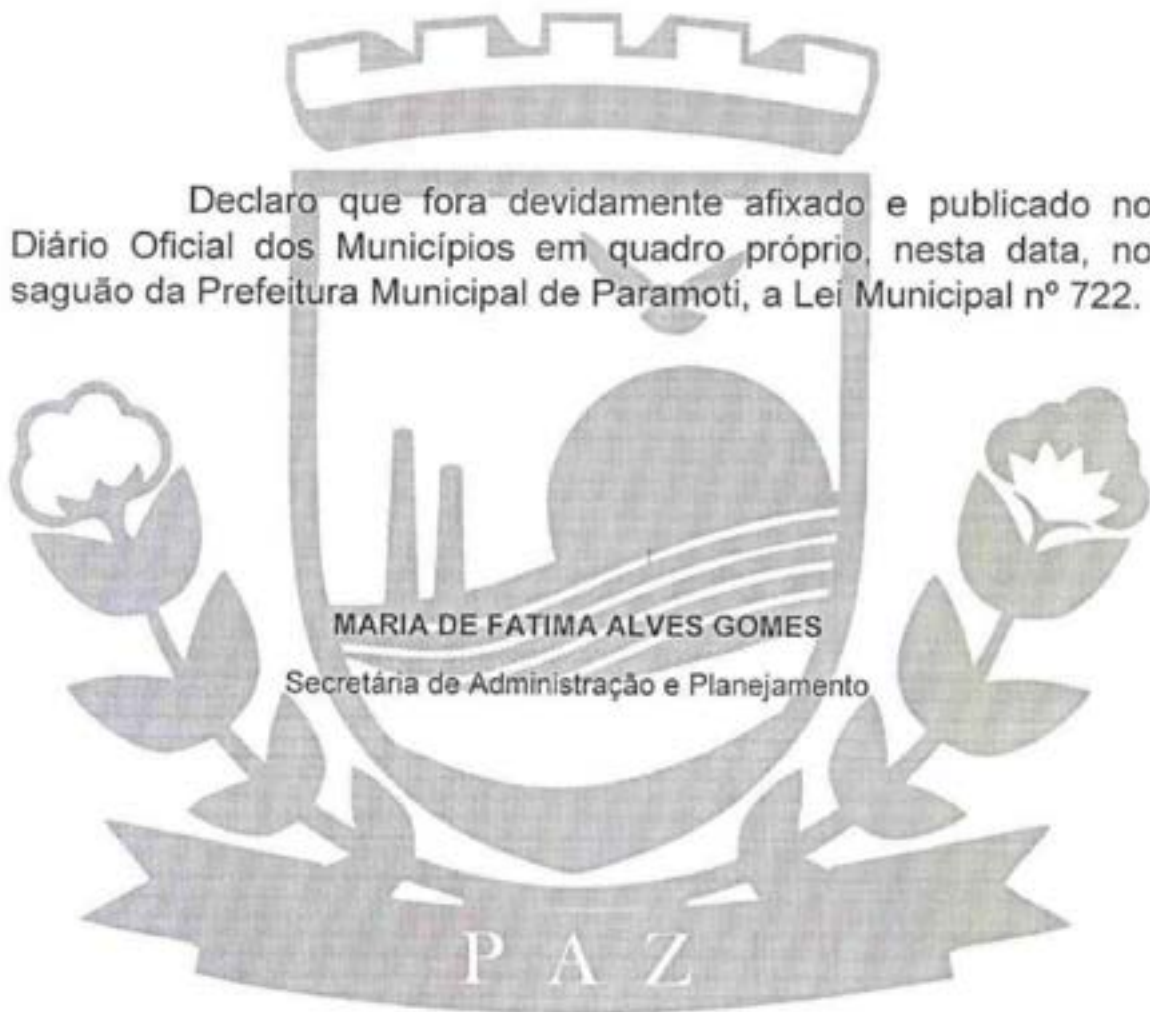 Declaro que fora devidamente afixado e publicado no
Diário Oficial dos Municípios em quadro próprio, nesta data, no
saguão da Prefeitura Municipal de Paramoti, a Lei Municipal nº 722.
MARIA DE FATIMA ALVES GOMES
Secretária de Administração e Planejamento
PAZ